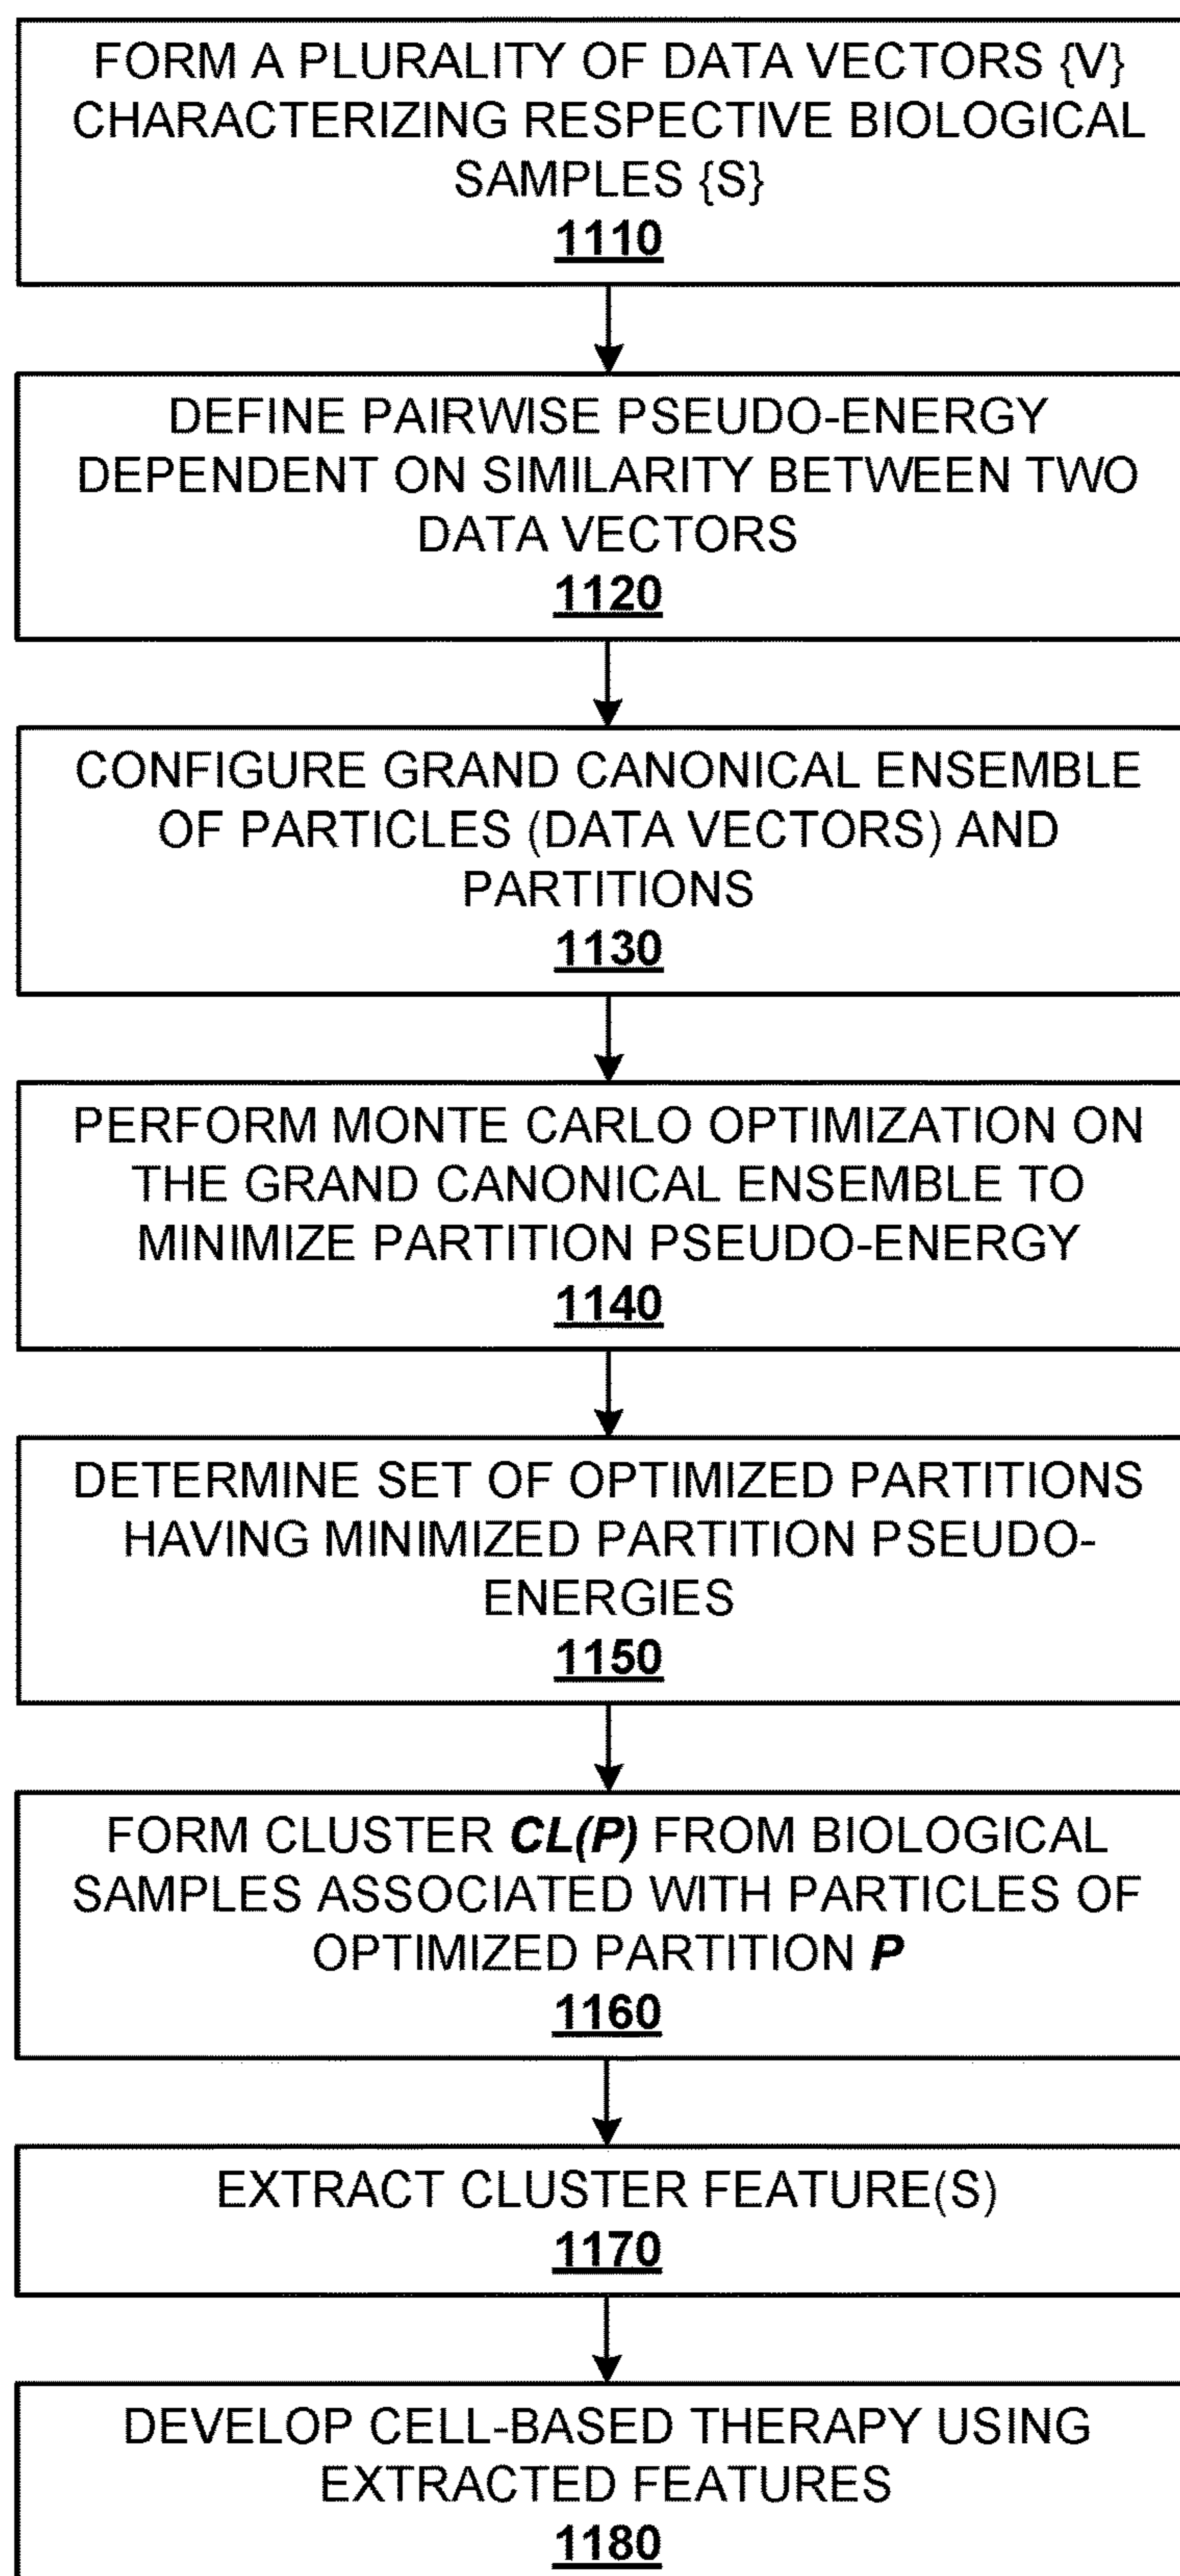 FORM A PLURALITY OF DATA VECTORS {V}
CHARACTERIZING RESPECTIVE BIOLOGICAL
SAMPLES {S}
1110
DEFINE PAIRWISE PSEUDO-ENERGY
DEPENDENT ON SIMILARITY BETWEEN TWO
DATA VECTORS
1120
CONFIGURE GRAND CANONICAL ENSEMBLE
OF PARTICLES (DATA VECTORS) AND
PARTITIONS
1130
PERFORM MONTE CARLO OPTIMIZATION ON
THE GRAND CANONICAL ENSEMBLE TO
MINIMIZE PARTITION PSEUDO-ENERGY
1140
DETERMINE SET OF OPTIMIZED PARTITIONS
HAVING MINIMIZED PARTITION PSEUDO-
ENERGIES
1150
FORM CLUSTER CL(P) FROM BIOLOGICAL
SAMPLES ASSOCIATED WITH PARTICLES OF
OPTIMIZED PARTITION P
1160
EXTRACT CLUSTER FEATURE(S)
1170
DEVELOP CELL-BASED THERAPY USING
EXTRACTED FEATURES
1180